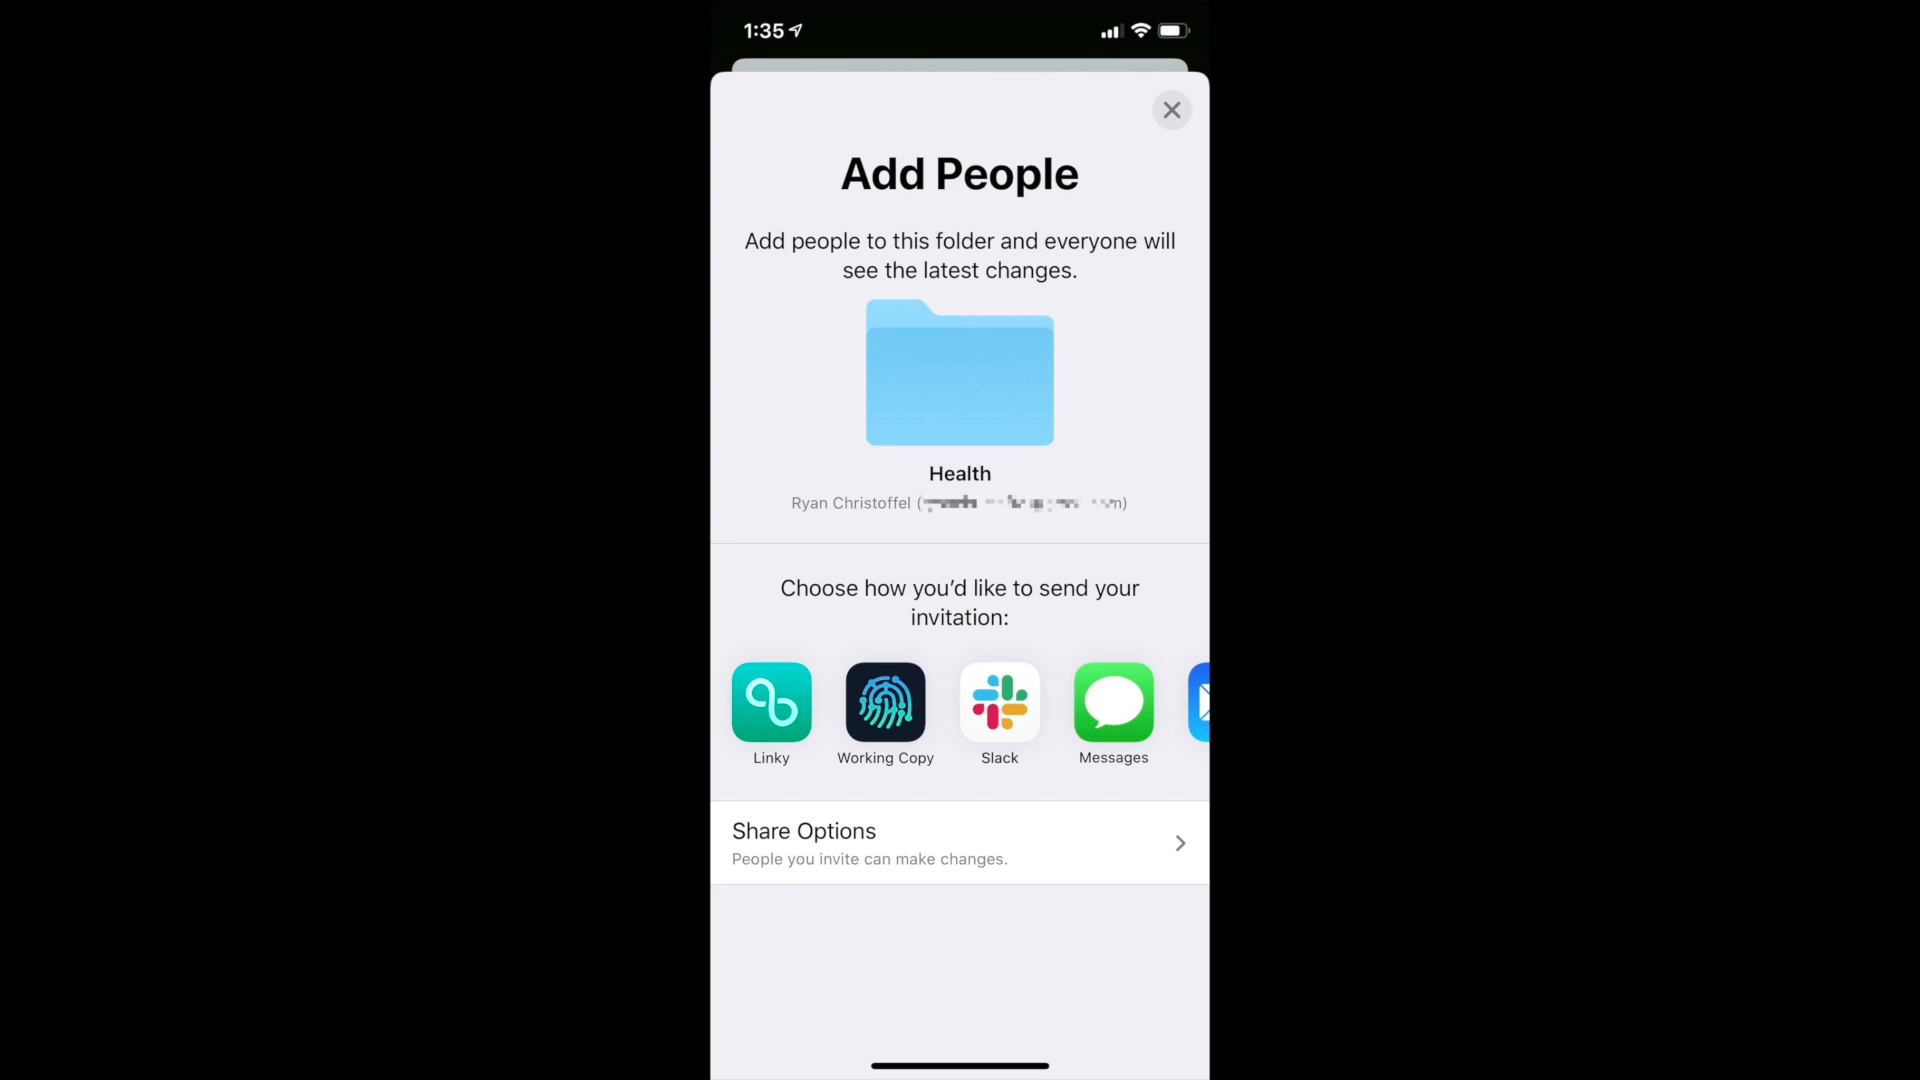 1:35
Add People
Add people to this folder and everyone will
see the latest changes.
Health
Ryan Christoffel (
Choose how you’d like to send your
invitation:
Linky
Working Copy
Slack
Messages
Share Options
People you invite can make changes.